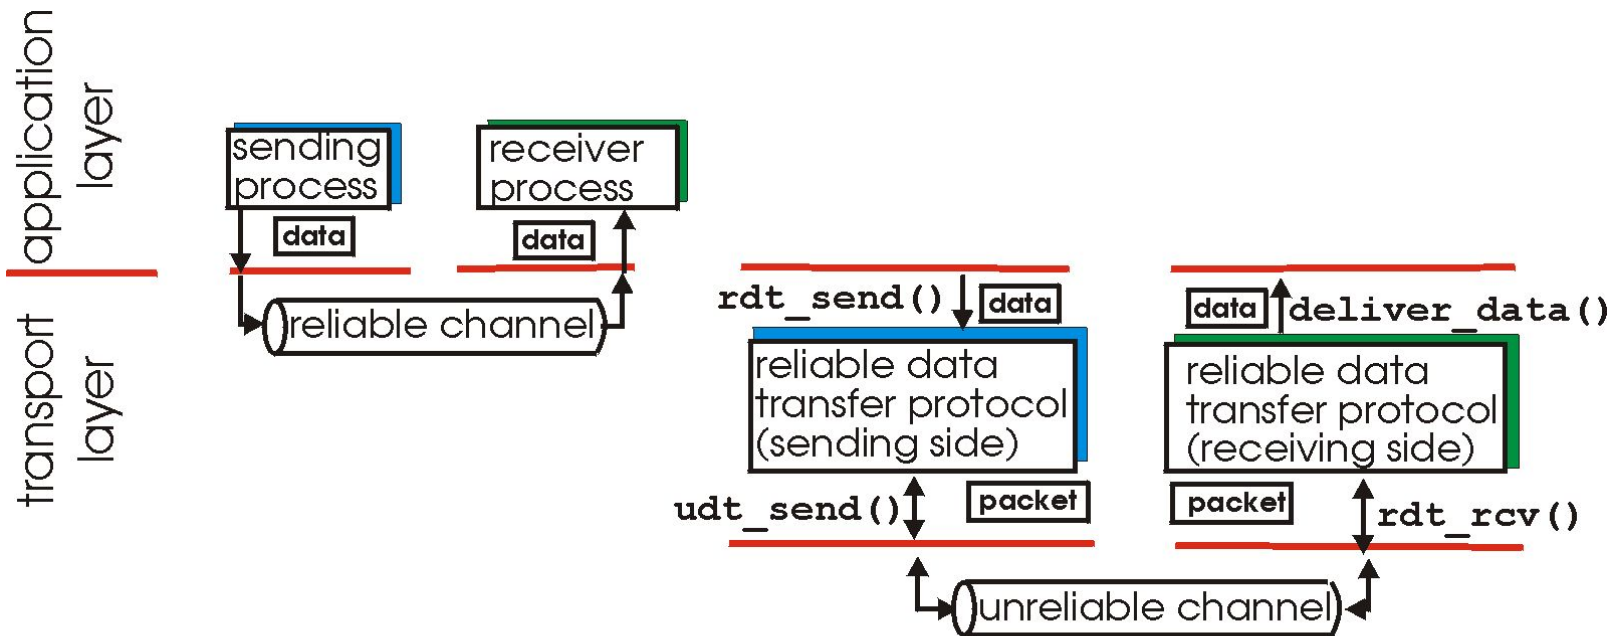 application
layer
transport
layer
sending
process
data
receiver
process
data
reliable channel
rdt_send()
data
reliable data
transfer protocol
(sending side)
udt_send()
packet
data
deliver_data()
reliable data
transfer protocol
(receiving side)
packet
rdt_rcv()
unreliable channel